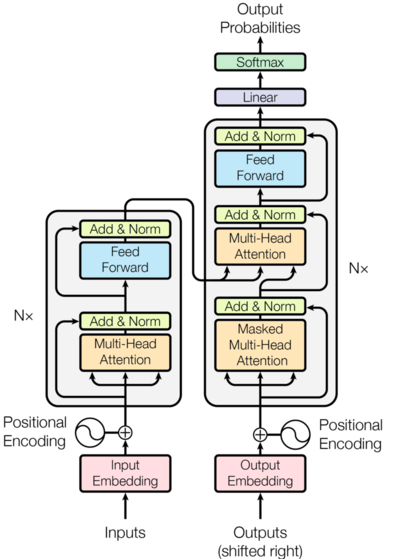 Output
Probabilities
Softmax
Linear
Add & Norm
Feed
Forward
Add & Norm
Multi-Head
Attention
Nx
Add & Norm
Masked
Multi-Head
Attention
Add & Norm
Feed
Forward
Nx
Add & Norm
Multi-Head
Attention
Positional
Encoding
Positional
Encoding
Input
Embedding
Output
Embedding
Inputs
Outputs
(shifted right)